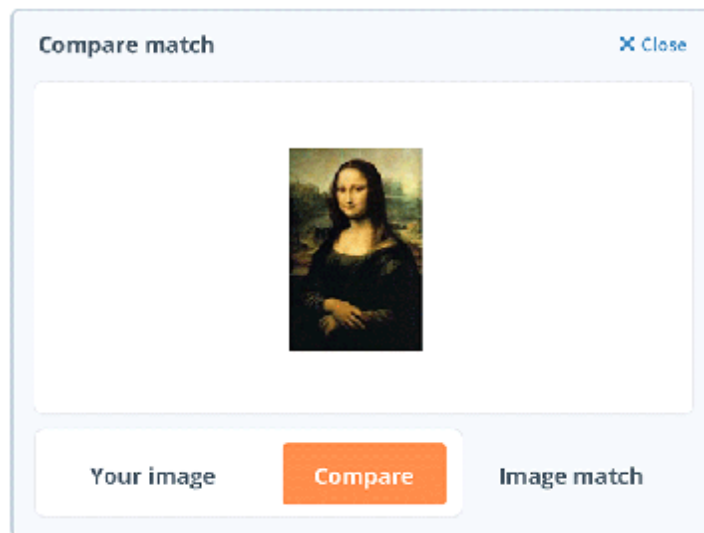 Compare match
✕ Close
Your image
Compare
Image match